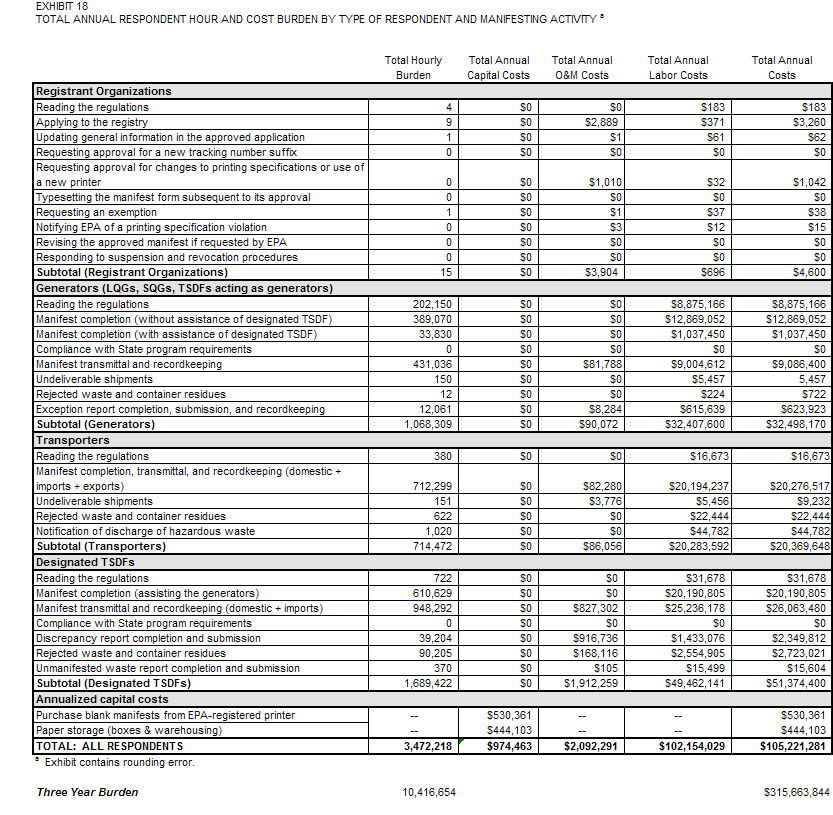 EXHIBIT 18
TOTAL ANNUAL RESPONDENT HOUR AND COST BURDEN BY TYPE OF RESPONDENT AND MANIFESTING ACTIVITY a
Total Hourly Total Annual Total Annual Total Annual Total Annual
Burden Capital Costs O&M Costs Labor Costs Costs
Registrant Organizations
Reading the regulations 4 $0 $0 $183 $183
Applying to the registry 9 $0 $2,889 $371 $3,260
Updating general information in the approved application 1 $0 $1 $61 $62
Requesting approval for a new tracking number suffix 0 $0 $0 $0 $0
Requesting approval for changes to printing specifications or use of
a new printer 0 $0 $1,010 $32 $1,042
Typesetting the manifest form subsequent to its approval 0 $0 $0 $0 $0
Requesting an exemption 1 $0 $1 $37 $38
Notifying EPA of a printing specification violation 0 $0 $3 $12 $15
Revising the approved manifest if requested by EPA 0 $0 $0 $0 $0
Responding to suspension and revocation procedures 0 $0 $0 $0 $0
Subtotal (Registrant Organizations) 15 $0 $3,904 $696 $4,600
Generators (LQGs, SQGs, TSDFs acting as generators)
Reading the regulations 202,150 $0 $0 $8,875,166 $8,875,166
Manifest completion (without assistance of designated TSDF) 389,070 $0 $0 $12,869,052 $12,869,052
Manifest completion (with assistance of designated TSDF) 33,830 $0 $0 $1,037,450 $1,037,450
Compliance with State program requirements 0 $0 $0 $0 $0
Manifest transmittal and recordkeeping 431,036 $0 $81,788 $9,004,612 $9,086,400
Undeliverable shipments 150 $0 $0 $5,457 5,457
Rejected waste and container residues 12 $0 $0 $224 $722
Exception report completion, submission, and recordkeeping 12,061 $0 $8,284 $615,639 $623,923
Subtotal (Generators) 1,068,309 $0 $90,072 $32,407,600 $32,498,170
Transporters
Reading the regulations 380 $0 $0 $16,673 $16,673
Manifest completion, transmittal, and recordkeeping (domestic +
imports + exports) 712,299 $0 $82,280 $20,194,237 $20,276,517
Undeliverable shipments 151 $0 $3,776 $5,456 $9,232
Rejected waste and container residues 622 $0 $0 $22,444 $22,444
Notification of discharge of hazardous waste 1,020 $0 $0 $44,782 $44,782
Subtotal (Transporters) 714,472 $0 $86,056 $20,283,592 $20,369,648
Designated TSDFs
Reading the regulations 722 $0 $0 $31,678 $31,678
Manifest completion (assisting the generators) 610,629 $0 $0 $20,190,805 $20,190,805
Manifest transmittal and recordkeeping (domestic + imports) 948,292 $0 $827,302 $25,236,178 $26,063,480
Compliance with State program requirements 0 $0 $0 $0 $0
Discrepancy report completion and submission 39,204 $0 $916,736 $1,433,076 $2,349,812
Rejected waste and container residues 90,205 $0 $168,116 $2,554,905 $2,723,021
Unmanifested waste report completion and submission 370 $0 $105 $15,499 $15,604
Subtotal (Designated TSDFs) 1,689,422 $0 $1,912,259 $49,462,141 $51,374,400
Annualized capital costs
Purchase blank manifests from EPA-registered printer -- $530,361 -- -- $530,361
Paper storage (boxes & warehousing) -- $444,103 -- -- $444,103
TOTAL: ALL RESPONDENTS 3,472,218 $974,463 $2,092,291 $102,154,029 $105,221,281
a Exhibit contains rounding error.
Three Year Burden 10,416,654 $315,663,844